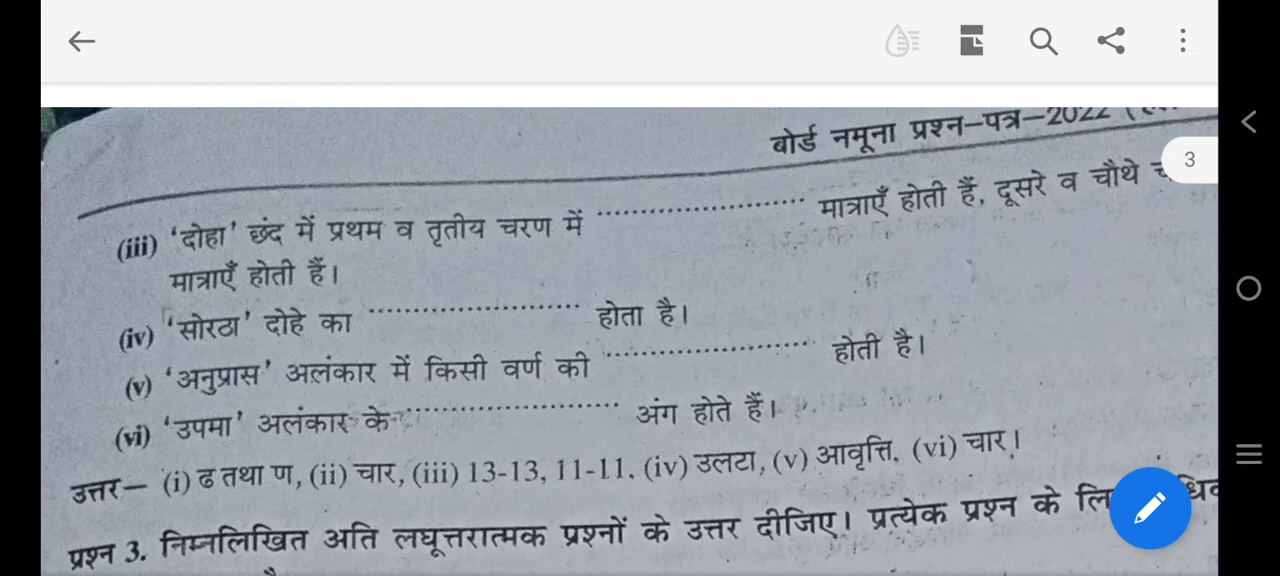 बोर्ड नमूना प्रश्न-पत्र-2022
3
(iii) 'दोहा' छंद में प्रथम व तृतीय चरण में ........................ मात्राएँ होती हैं, दूसरे व चौथे
मात्राएँ होती हैं।
(iv) 'सोरठा' दोहे का ........................ होता है।
(v) 'अनुप्रास' अलंकार में किसी वर्ण की ........................ होती है।
(vi) 'उपमा' अलंकार के ........................ अंग होते हैं।
उत्तर— (i) ढ तथा ण, (ii) चार, (iii) 13-13, 11-11, (iv) उलटा, (v) आवृत्ति, (vi) चार।
प्रश्न 3. निम्नलिखित अति लघूत्तरात्मक प्रश्नों के उत्तर दीजिए। प्रत्येक प्रश्न के